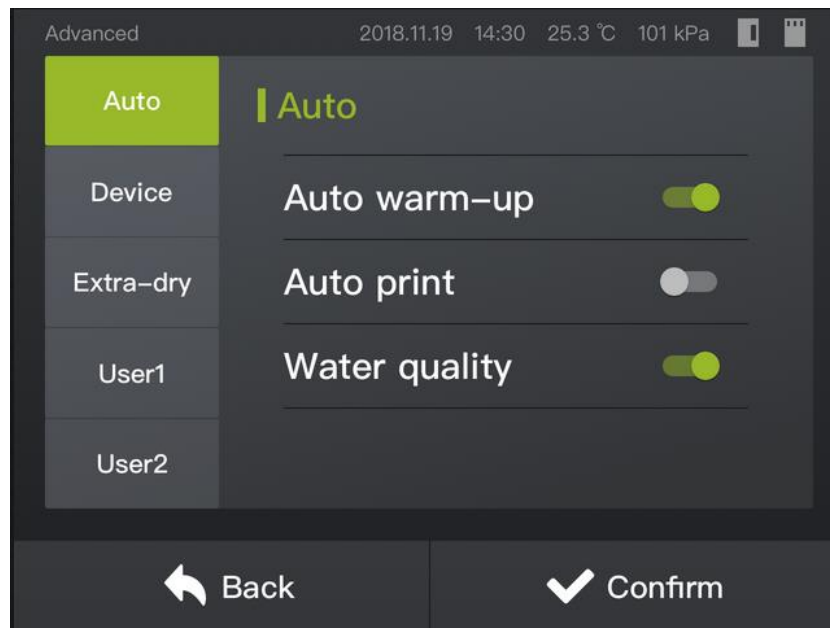 Advanced 2018.11.19 14:30 25.3 ℃ 101 kPa
Auto
Device
Extra-dry
User1
User2
Auto
Auto warm-up
Auto print
Water quality
Back Confirm